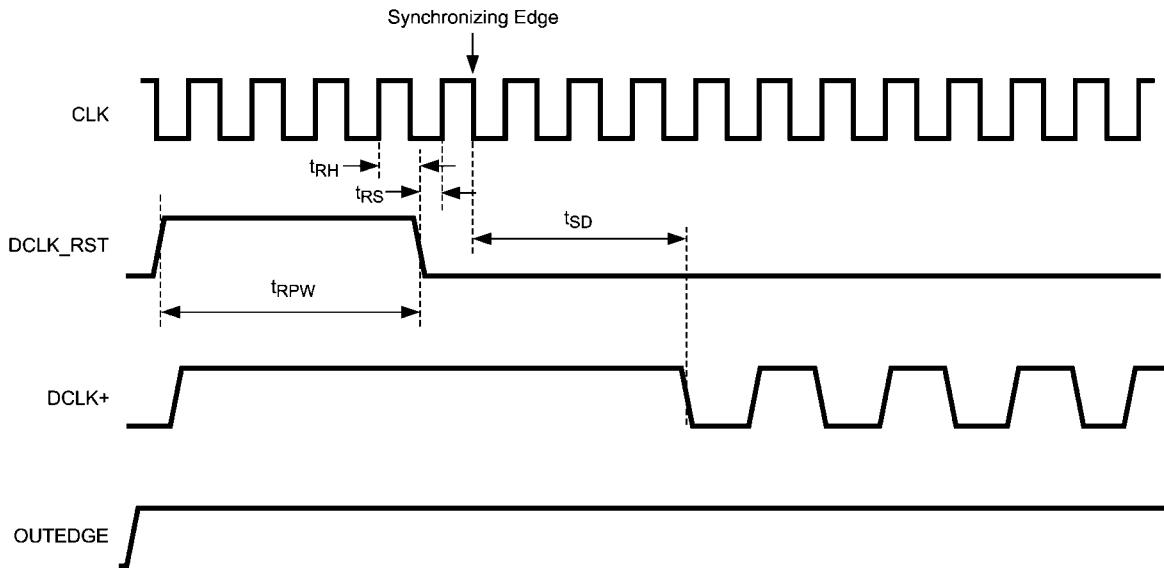 Synchronizing Edge
CLK
tRH
tRS
DCLK_RST
tSD
tRPW
DCLK+
OUTEDGE